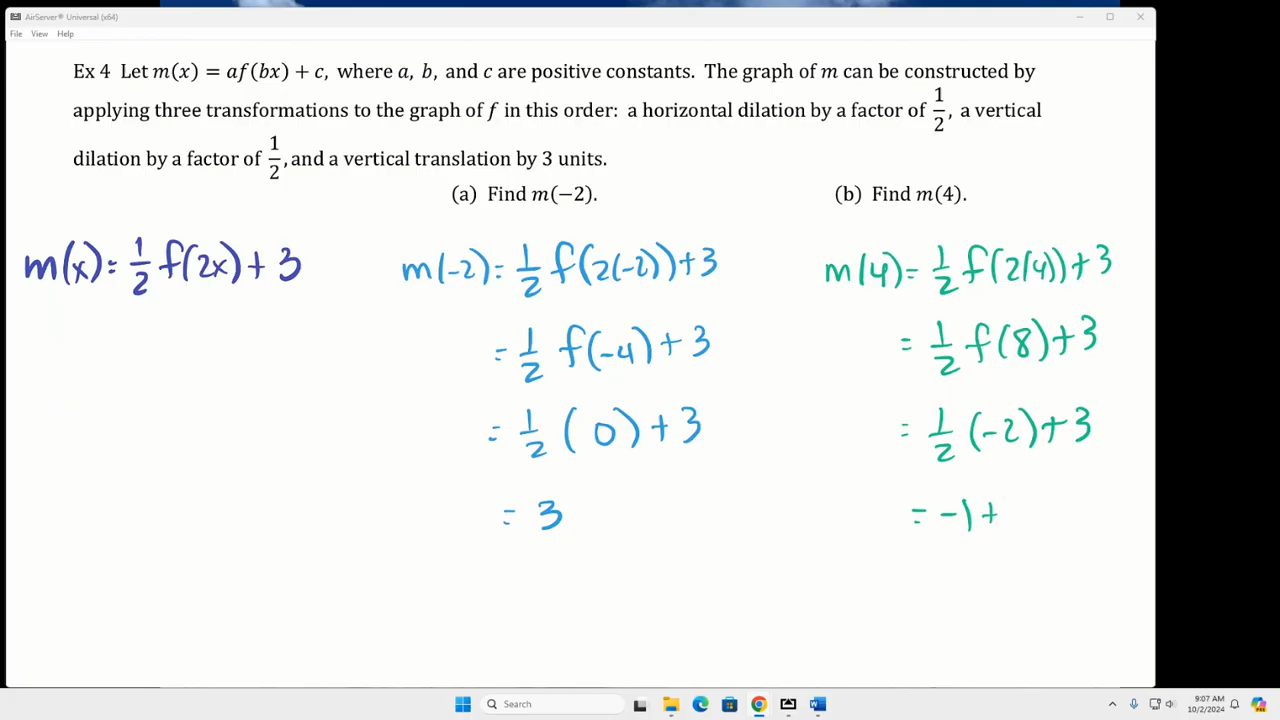 AirServer® Universal (x64)
File View Help
Ex 4 Let m(x) = af(bx) + c, where a, b, and c are positive constants. The graph of m can be constructed by
applying three transformations to the graph of f in this order: a horizontal dilation by a factor of 1/2, a vertical
dilation by a factor of 1/2, and a vertical translation by 3 units.
(a) Find m(−2).
(b) Find m(4).
m(x) = 1/2 f(2x) + 3
m(-2) = 1/2 f(2(-2)) + 3
= 1/2 f(-4) + 3
= 1/2 (0) + 3
= 3
m(4) = 1/2 f(2(4)) + 3
= 1/2 f(8) + 3
= 1/2 (-2) + 3
= -1 +
Search
9:07 AM
10/2/2024